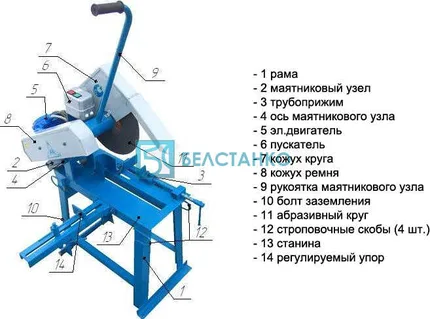 7
6
5
8
2
4
10
14
13
1
12
3
9
15
БЕЛСТАНКО
- 1 рама
- 2 маятниковый узел
- 3 трубоприжим
- 4 ось маятникового узла
- 5 эл.двигатель
- 6 пускатель
- 7 кожух круга
- 8 кожух ремня
- 9 рукоятка маятникового узла
- 10 болт заземления
- 11 абразивный круг
- 12 строповочные скобы (4 шт.)
- 13 станина
- 14 регулируемый упор